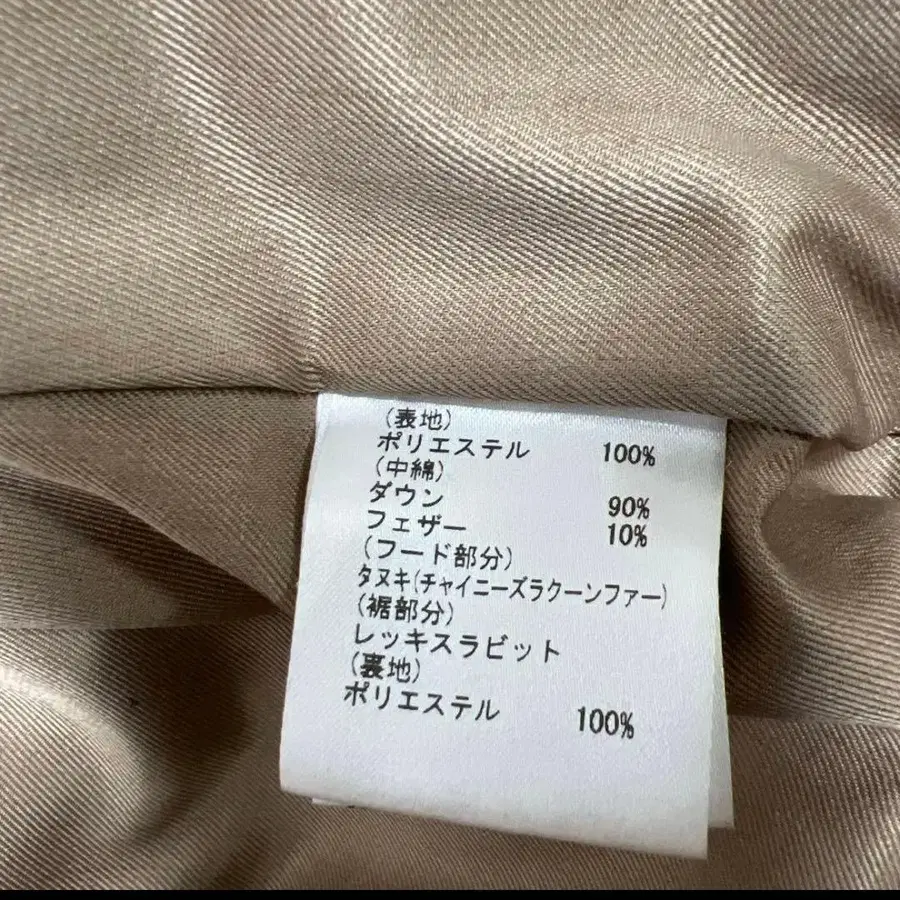 (表地)
ポリエステル 100%
(中綿)
ダウン 90%
フェザー 10%
(フード部分)
タヌキ(チャイニーズラクーンファー)
(裾部分)
レッキスラビット
(裏地)
ポリエステル 100%